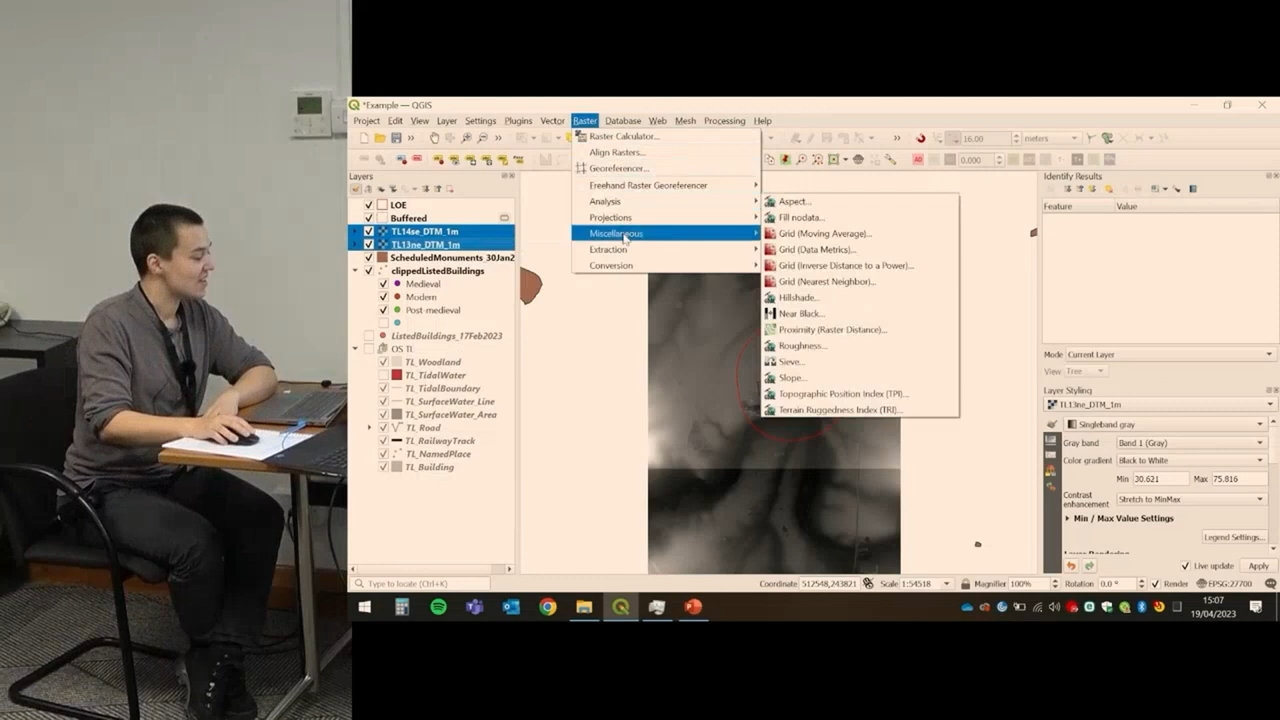 *Example — QGIS
Project Edit View Layer Settings Plugins Vector Raster Database Web Mesh Processing Help
16.00 meters
0.000
Layers
LOE
Buffered
TL14se_DTM_1m
TL13ne_DTM_1m
ScheduledMonuments 30Jan2
clippedListedBuildings
Medieval
Modern
Post-medieval
ListedBuildings_17Feb2023
OS TL
TL_Woodland
TL_TidalWater
TL_TidalBoundary
TL_SurfaceWater_Line
TL_SurfaceWater_Area
TL_Road
TL_RailwayTrack
TL_NamedPlace
TL_Building
Raster Calculator...
Align Rasters...
Georeferencer...
Freehand Raster Georeferencer
Analysis
Projections
Miscellaneous
Extraction
Conversion
Aspect...
Fill nodata...
Grid (Moving Average)...
Grid (Data Metrics)...
Grid (Inverse Distance to a Power)...
Grid (Nearest Neighbor)...
Hillshade...
Near Black...
Proximity (Raster Distance)...
Roughness...
Sieve...
Slope...
Topographic Position Index (TPI)...
Terrain Ruggedness Index (TRI)...
Identify Results
Feature Value
Mode Current Layer
View Tree
Layer Styling
TL13ne_DTM_1m
Singleband gray
Gray band Band 1 (Gray)
Color gradient Black to White
Min 30.621 Max 75.816
Contrast
enhancement Stretch to MinMax
Min / Max Value Settings
Legend Settings...
Live update Apply
Type to locate (Ctrl+K)
Coordinate 512548,243821 Scale 1:54518 Magnifier 100% Rotation 0.0 ° Render EPSG:27700
15:07
19/04/2023